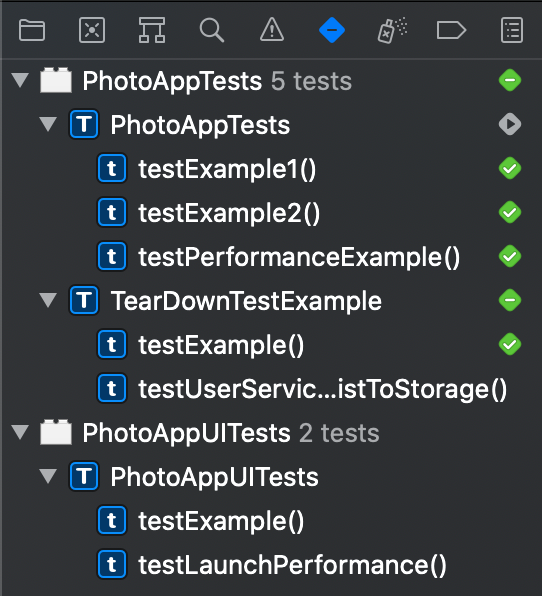 PhotoAppTests 5 tests
T PhotoAppTests
t testExample1()
t testExample2()
t testPerformanceExample()
T TearDownTestExample
t testExample()
t testUserServic...istToStorage()
PhotoAppUITests 2 tests
T PhotoAppUITests
t testExample()
t testLaunchPerformance()